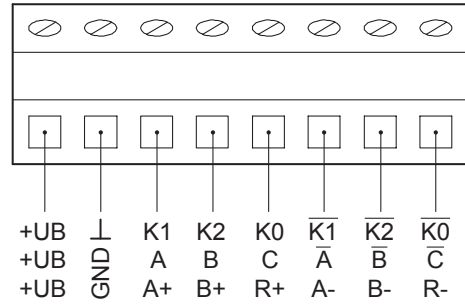 +UB ⊥ K1 K2 K0 K̅1̅ K̅2̅ K̅0̅
+UB GND A B C A̅ B̅ C̅
+UB A+ B+ R+ A- B- R-